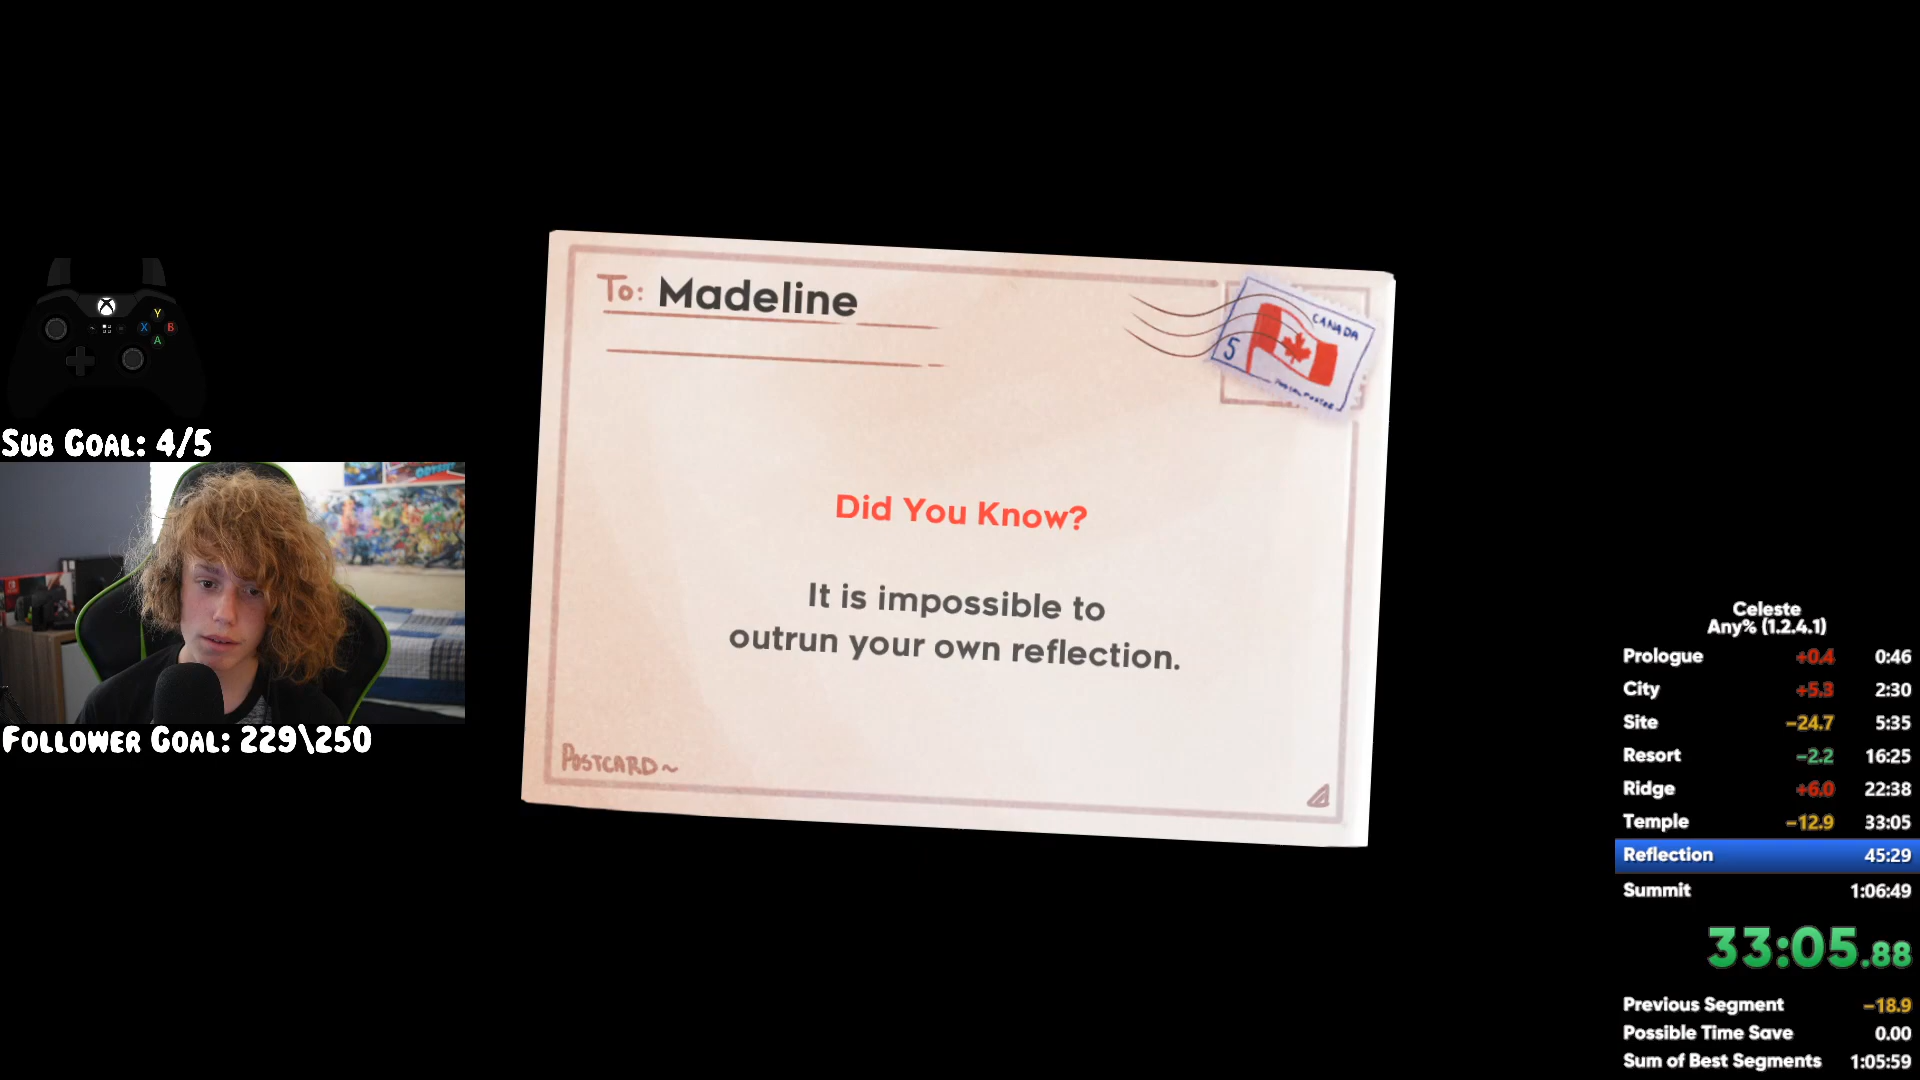 To: Madeline
CANADA
5
Did You Know?
It is impossible to
outrun your own reflection.
POSTCARD~
Y
X B
A
SUB GOAL: 4/5
FOLLOWER GOAL: 229\250
Celeste
Any% (1.2.4.1)
Prologue +0.4 0:46
City +5.3 2:30
Site −24.7 5:35
Resort −2.2 16:25
Ridge +6.0 22:38
Temple −12.9 33:05
Reflection 45:29
Summit 1:06:49
33:05.88
Previous Segment −18.9
Possible Time Save 0.00
Sum of Best Segments 1:05:59